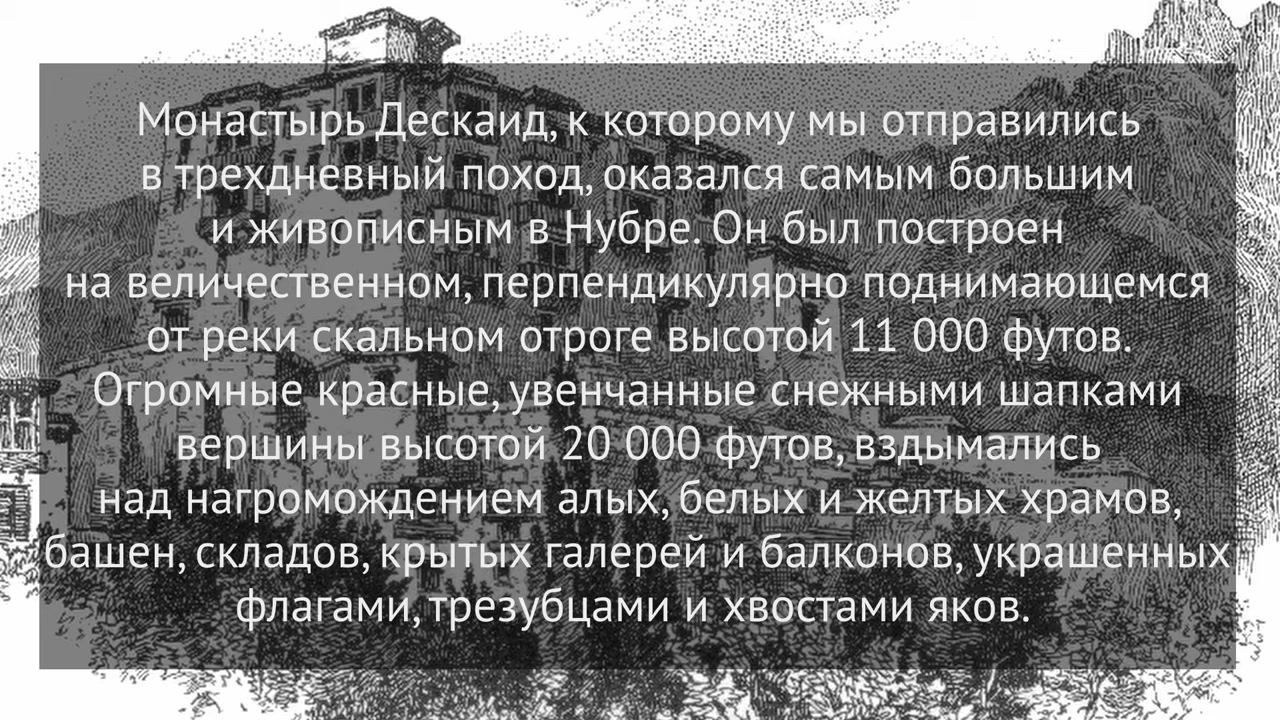 Монастырь Дескаид, к которому мы отправились
в трехдневный поход, оказался самым большим
и живописным в Нубре. Он был построен
на величественном, перпендикулярно поднимающемся
от реки скальном отроге высотой 11 000 футов.
Огромные красные, увенчанные снежными шапками
вершины высотой 20 000 футов, вздымались
над нагромождением алых, белых и желтых храмов,
башен, складов, крытых галерей и балконов, украшенных
флагами, трезубцами и хвостами яков.